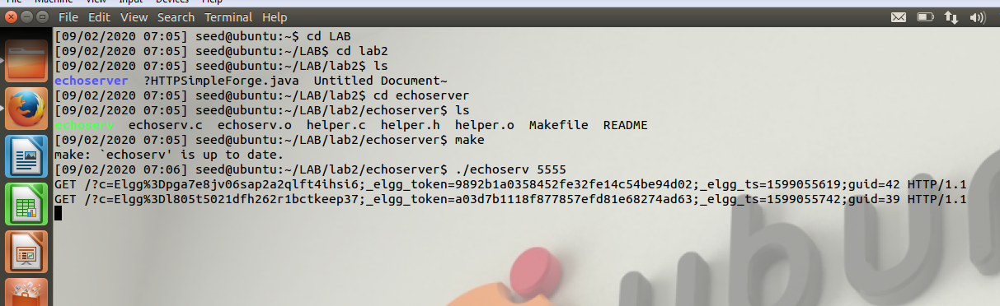 File Edit View Search Terminal Help
[09/02/2020 07:05] seed@ubuntu:~$ cd LAB
[09/02/2020 07:05] seed@ubuntu:~/LAB$ cd lab2
[09/02/2020 07:05] seed@ubuntu:~/LAB/lab2$ ls
echoserver ?HTTPSimpleForge.java Untitled Document~
[09/02/2020 07:05] seed@ubuntu:~/LAB/lab2$ cd echoserver
[09/02/2020 07:05] seed@ubuntu:~/LAB/lab2/echoserver$ ls
echoserv echoserv.c echoserv.o helper.c helper.h helper.o Makefile README
[09/02/2020 07:05] seed@ubuntu:~/LAB/lab2/echoserver$ make
make: `echoserv' is up to date.
[09/02/2020 07:06] seed@ubuntu:~/LAB/lab2/echoserver$ ./echoserv 5555
GET /?c=Elgg%3Dpga7e8jv06sap2a2qlft4ihsi6;_elgg_token=9892b1a0358452fe32fe14c54be94d02;_elgg_ts=1599055619;guid=42 HTTP/1.1
GET /?c=Elgg%3Dl805t5021dfh262r1bctkeep37;_elgg_token=a03d7b1118f877857efd81e68274ad63;_elgg_ts=1599055742;guid=39 HTTP/1.1